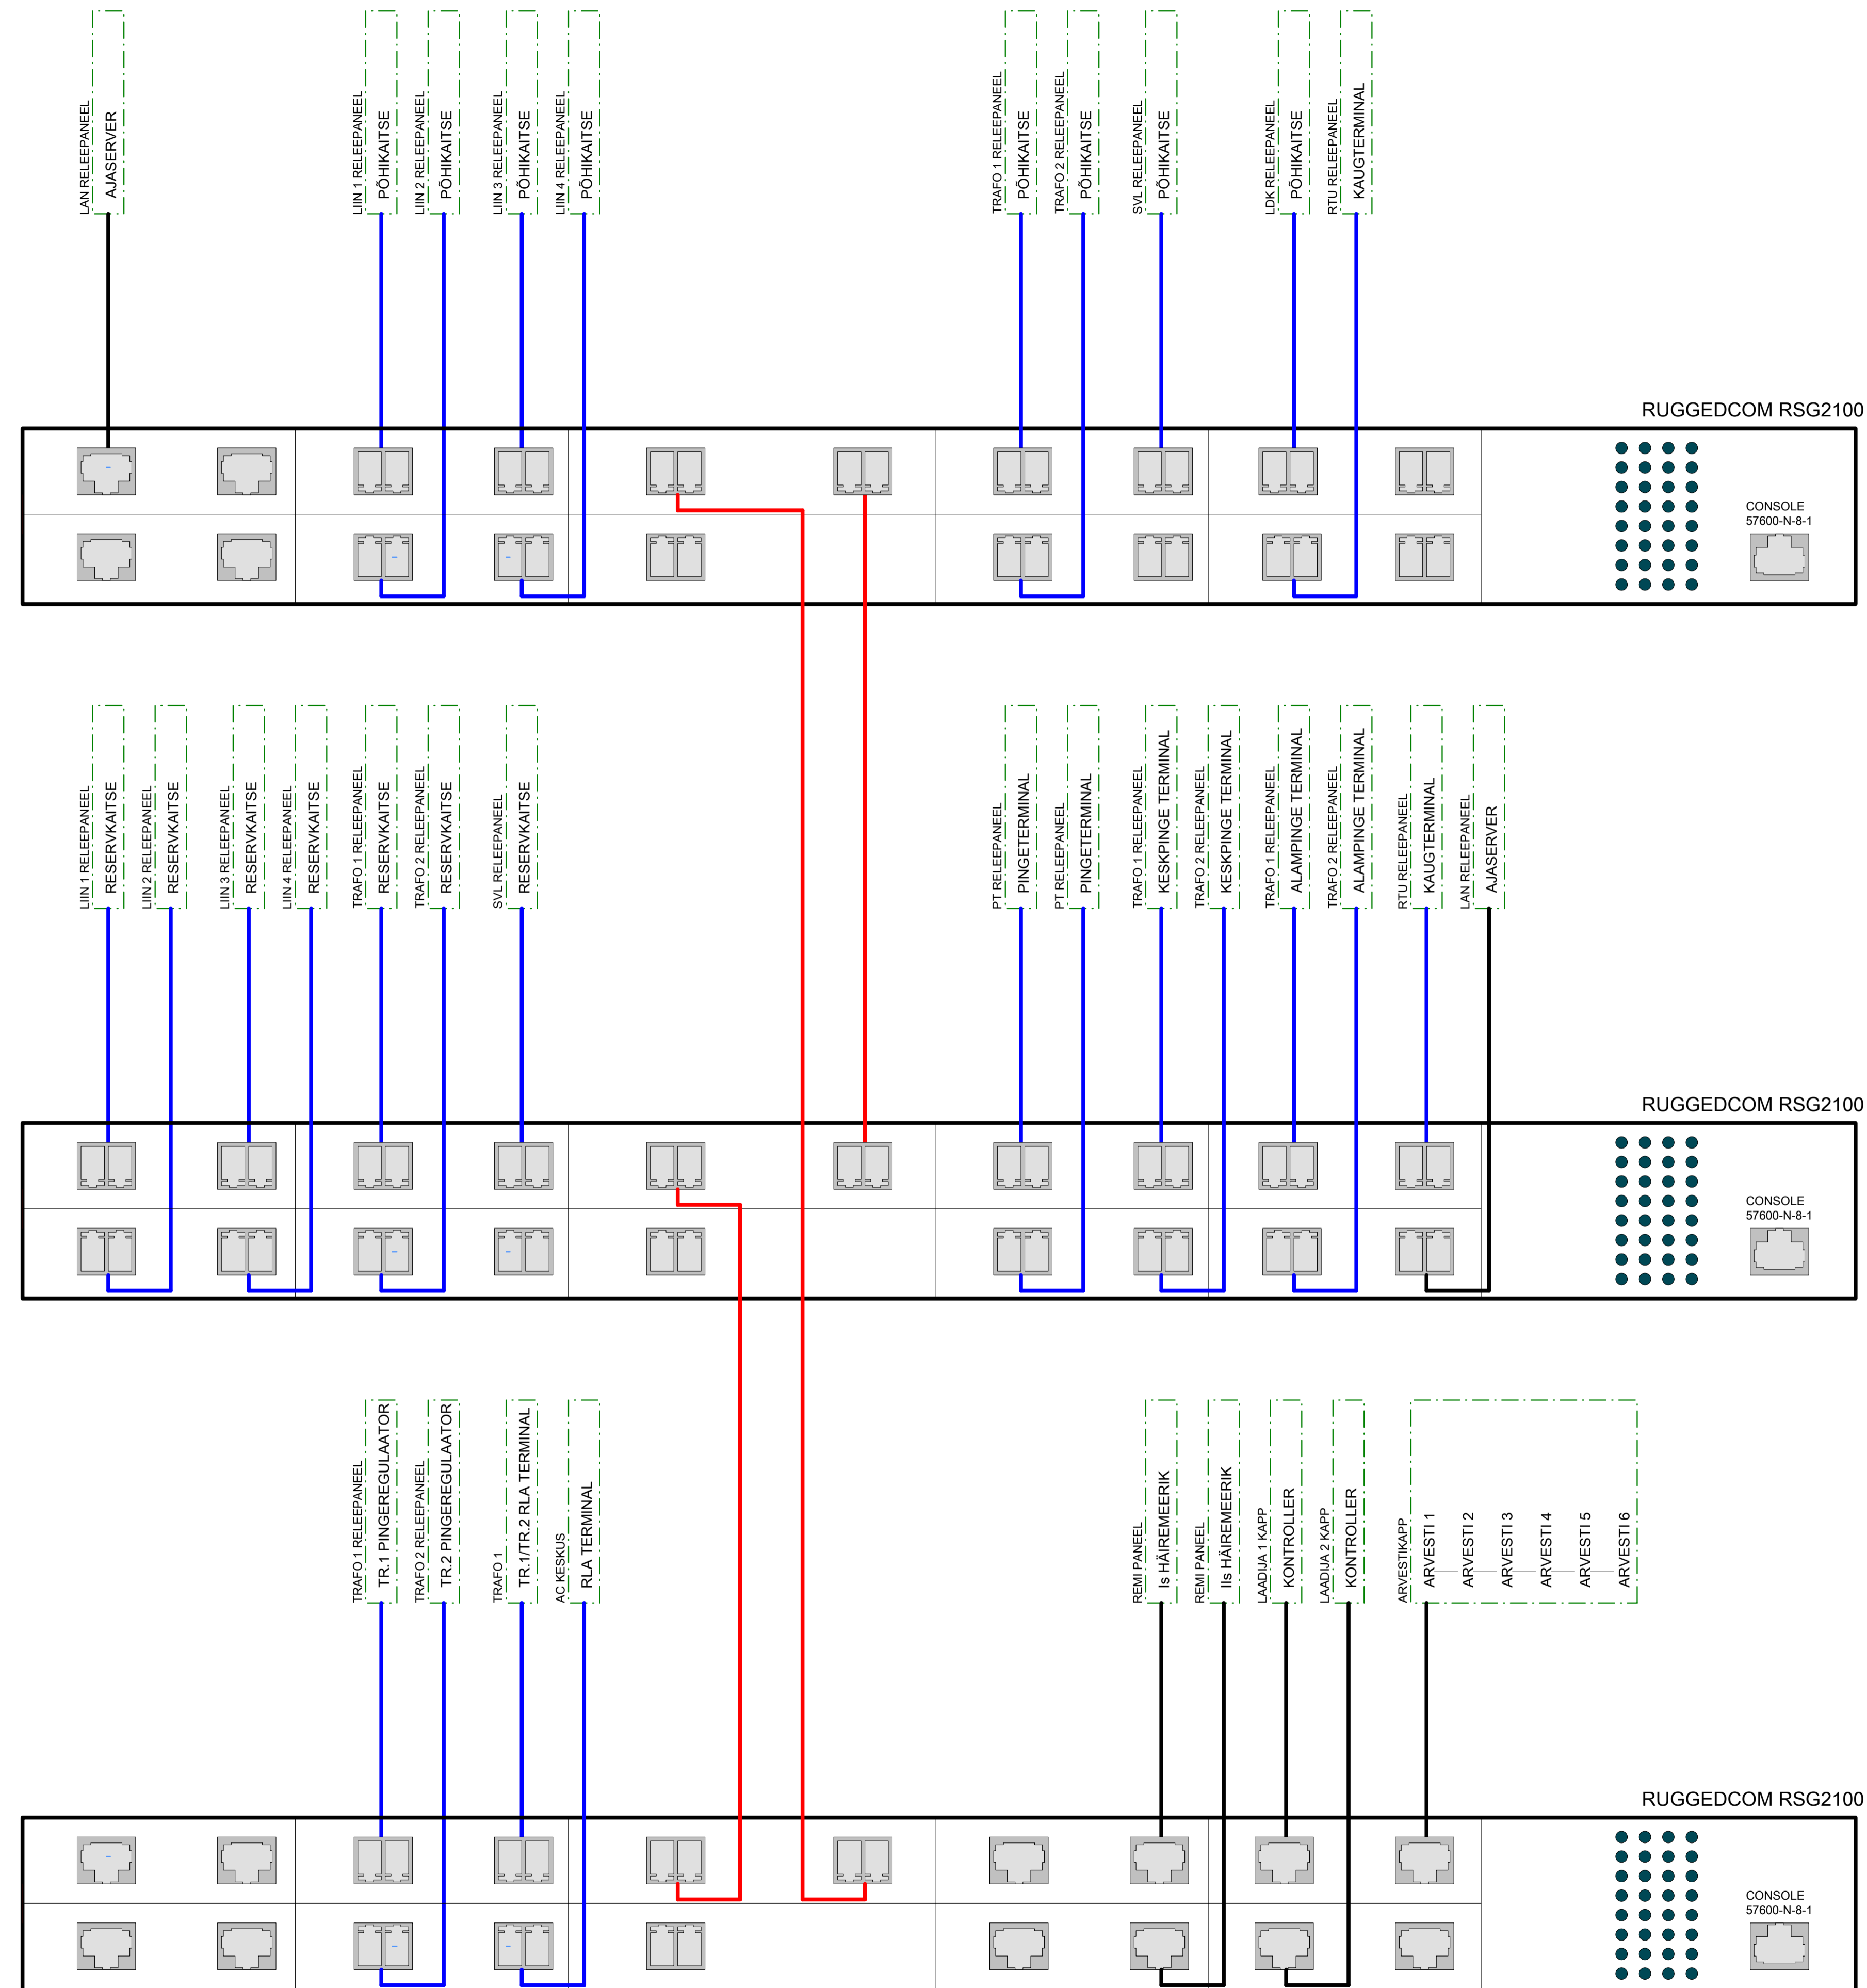 LAN RELEEPANEEL
AJASERVER
LIIN 1 RELEEPANEEL
PÕHIKAITSE
LIIN 2 RELEEPANEEL
PÕHIKAITSE
LIIN 3 RELEEPANEEL
PÕHIKAITSE
LIIN 4 RELEEPANEEL
PÕHIKAITSE
TRAFO 1 RELEEPANEEL
PÕHIKAITSE
TRAFO 2 RELEEPANEEL
PÕHIKAITSE
SVL RELEEPANEEL
PÕHIKAITSE
LDK RELEEPANEEL
PÕHIKAITSE
RTU RELEEPANEEL
KAUGTERMINAL
RUGGEDCOM RSG2100
CONSOLE
57600-N-8-1
LIIN 1 RELEEPANEEL
RESERVKAITSE
LIIN 2 RELEEPANEEL
RESERVKAITSE
LIIN 3 RELEEPANEEL
RESERVKAITSE
LIIN 4 RELEEPANEEL
RESERVKAITSE
TRAFO 1 RELEEPANEEL
RESERVKAITSE
TRAFO 2 RELEEPANEEL
RESERVKAITSE
SVL RELEEPANEEL
RESERVKAITSE
PT RELEEPANEEL
PINGETERMINAL
PT RELEEPANEEL
PINGETERMINAL
TRAFO 1 RELEEPANEEL
KESKPINGE TERMINAL
TRAFO 2 RELEEPANEEL
KESKPINGE TERMINAL
TRAFO 1 RELEEPANEEL
ALAMPINGE TERMINAL
TRAFO 2 RELEEPANEEL
ALAMPINGE TERMINAL
RTU RELEEPANEEL
KAUGTERMINAL
LAN RELEEPANEEL
AJASERVER
RUGGEDCOM RSG2100
CONSOLE
57600-N-8-1
TRAFO 1 RELEEPANEEL
TR.1 PINGEREGULAATOR
TRAFO 2 RELEEPANEEL
TR.2 PINGEREGULAATOR
TRAFO 1
TR.1/TR.2 RLA TERMINAL
AC KESKUS
RLA TERMINAL
REMI PANEEL
Is HÄIREMEERIK
REMI PANEEL
IIs HÄIREMEERIK
LAADIJA 1 KAPP
KONTROLLER
LAADIJA 2 KAPP
KONTROLLER
ARVESTIKAPP
ARVESTI 1
ARVESTI 2
ARVESTI 3
ARVESTI 4
ARVESTI 5
ARVESTI 6
RUGGEDCOM RSG2100
CONSOLE
57600-N-8-1